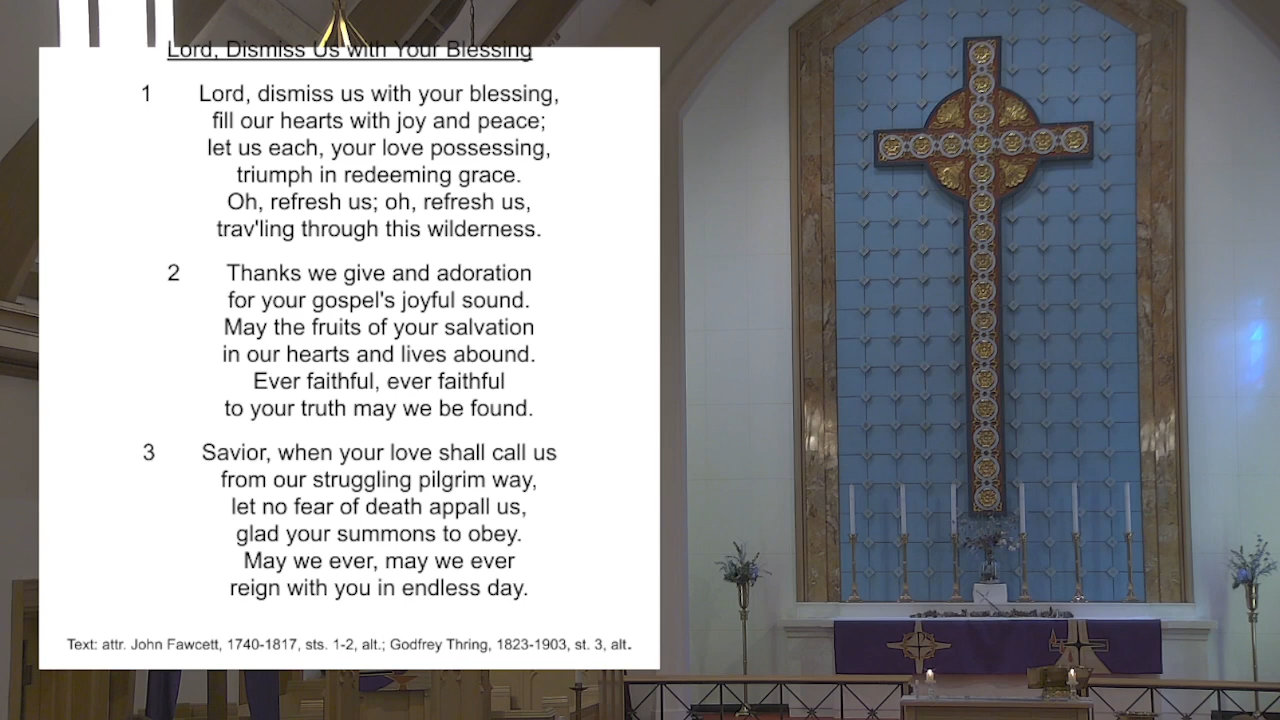 Lord, Dismiss Us with Your Blessing
1 Lord, dismiss us with your blessing,
fill our hearts with joy and peace;
let us each, your love possessing,
triumph in redeeming grace.
Oh, refresh us; oh, refresh us,
trav'ling through this wilderness.
2 Thanks we give and adoration
for your gospel's joyful sound.
May the fruits of your salvation
in our hearts and lives abound.
Ever faithful, ever faithful
to your truth may we be found.
3 Savior, when your love shall call us
from our struggling pilgrim way,
let no fear of death appall us,
glad your summons to obey.
May we ever, may we ever
reign with you in endless day.
Text: attr. John Fawcett, 1740-1817, sts. 1-2, alt.; Godfrey Thring, 1823-1903, st. 3, alt.